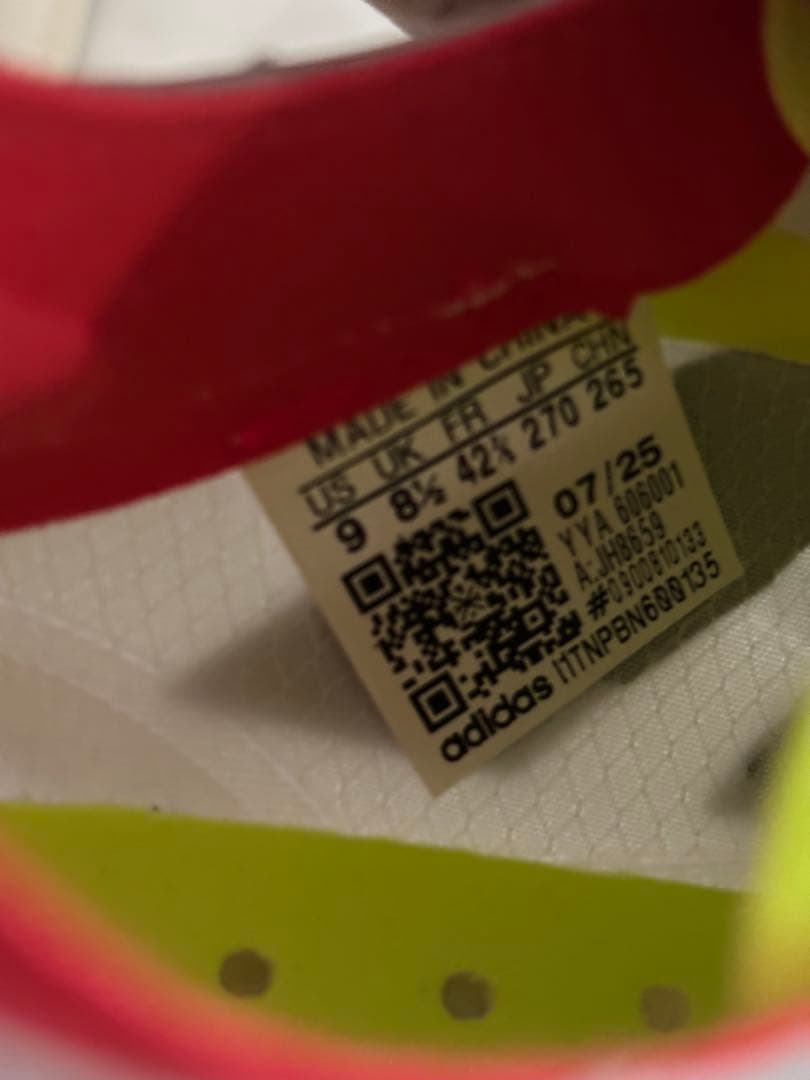 MADE IN CHINA
US UK FR JP CHN
9 8½ 42⅔ 270 265
07/25
YYA 606001
A:JH8659
#0900810133
adidas I1TNPBN600135